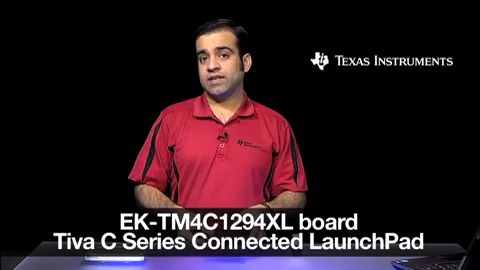 TEXAS INSTRUMENTS
EK-TM4C1294XL board
Tiva C Series Connected LaunchPad